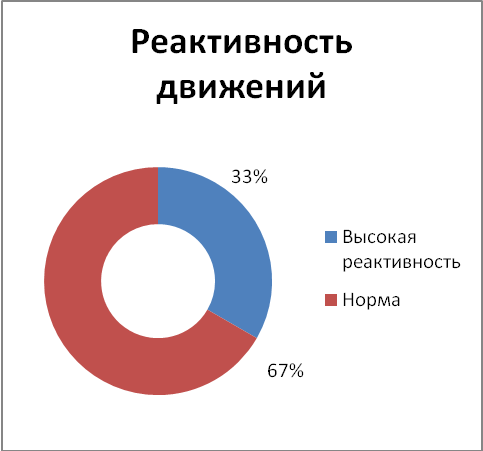 Реактивность
движений
33%
Высокая
реактивность
Норма
67%